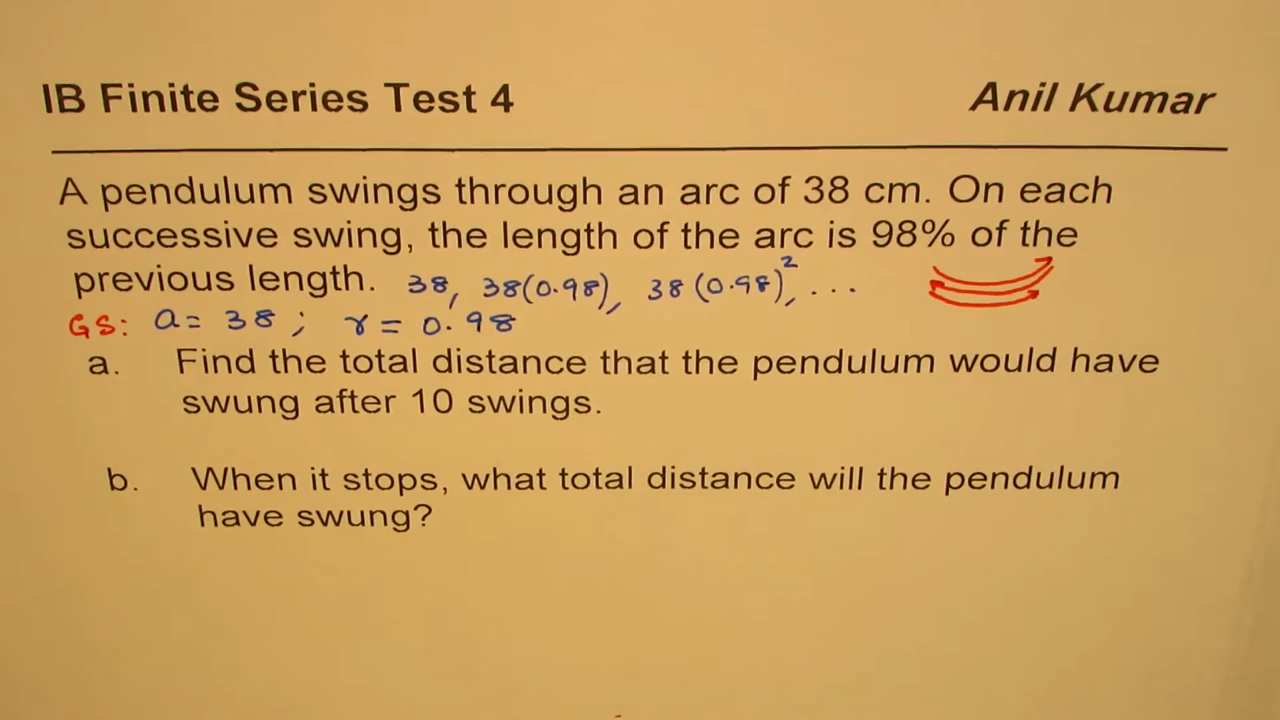 IB Finite Series Test 4 Anil Kumar
A pendulum swings through an arc of 38 cm. On each
successive swing, the length of the arc is 98% of the
previous length. 38, 38(0.98), 38(0.98)², ...
GS: a = 38 ; r = 0.98
a. Find the total distance that the pendulum would have
swung after 10 swings.
b. When it stops, what total distance will the pendulum
have swung?